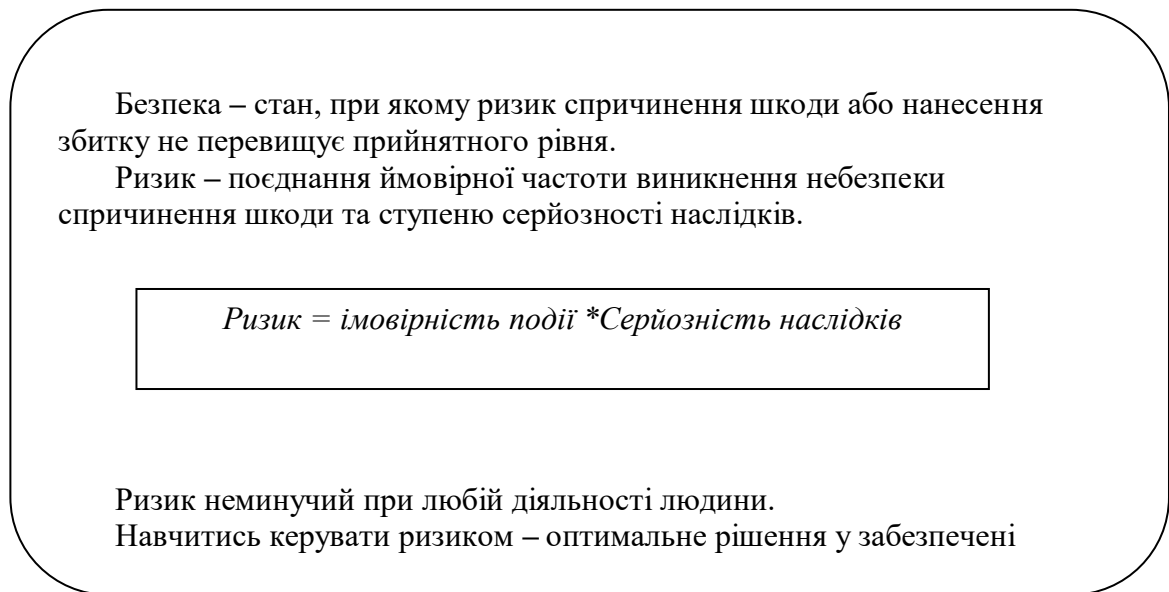 Безпека – стан, при якому ризик спричинення шкоди або нанесення
збитку не перевищує прийнятного рівня.
Ризик – поєднання ймовірної частоти виникнення небезпеки
спричинення шкоди та ступеню серйозності наслідків.
Ризик = імовірність події *Серйозність наслідків
Ризик неминучий при любій діяльності людини.
Навчитись керувати ризиком – оптимальне рішення у забезпечені